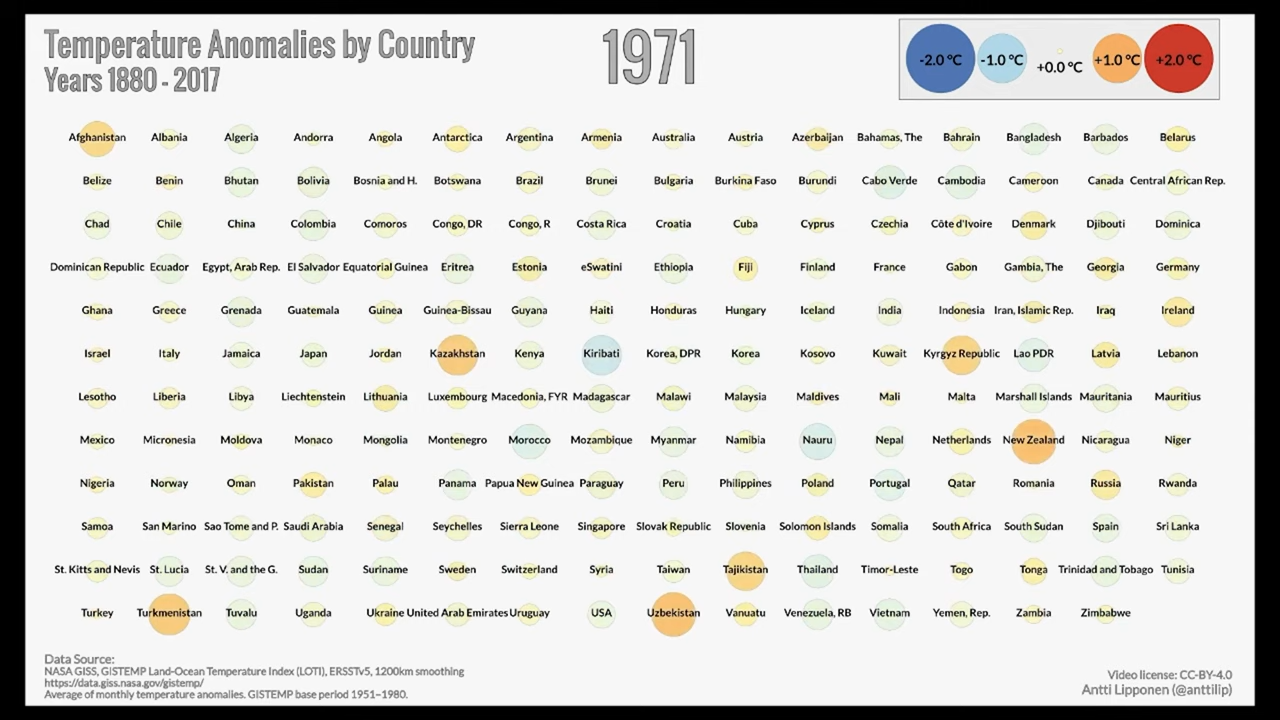 Temperature Anomalies by Country
Years 1880 - 2017
1971
-2.0 °C -1.0 °C +0.0 °C +1.0 °C +2.0 °C
Afghanistan Albania Algeria Andorra Angola Antarctica Argentina Armenia Australia Austria Azerbaijan Bahamas, The Bahrain Bangladesh Barbados Belarus
Belize Benin Bhutan Bolivia Bosnia and H. Botswana Brazil Brunei Bulgaria Burkina Faso Burundi Cabo Verde Cambodia Cameroon Canada Central African Rep.
Chad Chile China Colombia Comoros Congo, DR Congo, R Costa Rica Croatia Cuba Cyprus Czechia Côte d'Ivoire Denmark Djibouti Dominica
Dominican Republic Ecuador Egypt, Arab Rep. El Salvador Equatorial Guinea Eritrea Estonia eSwatini Ethiopia Fiji Finland France Gabon Gambia, The Georgia Germany
Ghana Greece Grenada Guatemala Guinea Guinea-Bissau Guyana Haiti Honduras Hungary Iceland India Indonesia Iran, Islamic Rep. Iraq Ireland
Israel Italy Jamaica Japan Jordan Kazakhstan Kenya Kiribati Korea, DPR Korea Kosovo Kuwait Kyrgyz Republic Lao PDR Latvia Lebanon
Lesotho Liberia Libya Liechtenstein Lithuania Luxembourg Macedonia, FYR Madagascar Malawi Malaysia Maldives Mali Malta Marshall Islands Mauritania Mauritius
Mexico Micronesia Moldova Monaco Mongolia Montenegro Morocco Mozambique Myanmar Namibia Nauru Nepal Netherlands New Zealand Nicaragua Niger
Nigeria Norway Oman Pakistan Palau Panama Papua New Guinea Paraguay Peru Philippines Poland Portugal Qatar Romania Russia Rwanda
Samoa San Marino Sao Tome and P. Saudi Arabia Senegal Seychelles Sierra Leone Singapore Slovak Republic Slovenia Solomon Islands Somalia South Africa South Sudan Spain Sri Lanka
St. Kitts and Nevis St. Lucia St. V. and the G. Sudan Suriname Sweden Switzerland Syria Taiwan Tajikistan Thailand Timor-Leste Togo Tonga Trinidad and Tobago Tunisia
Turkey Turkmenistan Tuvalu Uganda Ukraine United Arab Emirates Uruguay USA Uzbekistan Vanuatu Venezuela, RB Vietnam Yemen, Rep. Zambia Zimbabwe
Data Source:
NASA GISS, GISTEMP Land-Ocean Temperature Index (LOTI), ERSSTv5, 1200km smoothing
https://data.giss.nasa.gov/gistemp/
Average of monthly temperature anomalies. GISTEMP base period 1951–1980.
Video license: CC-BY-4.0
Antti Lipponen (@anttilip)